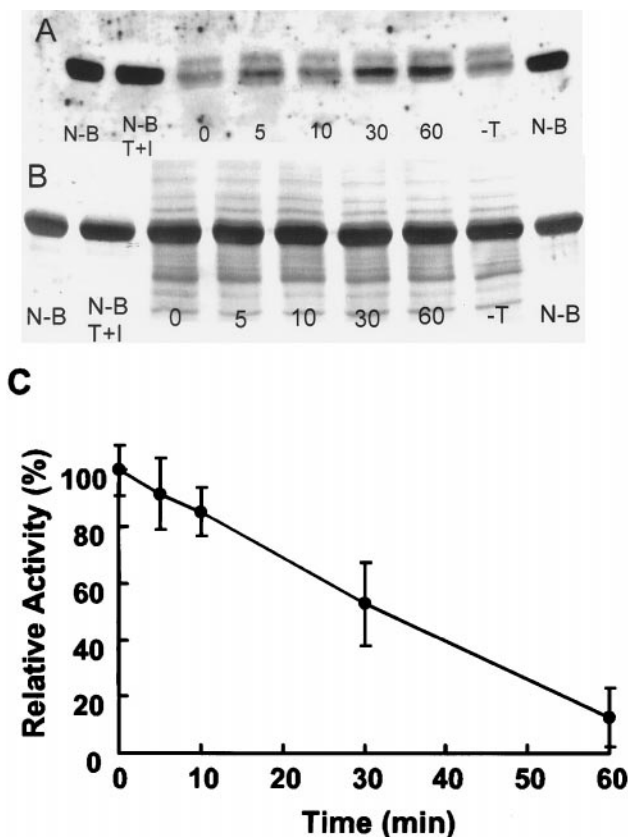 A
N-B N-B 0 5 10 30 60 -T N-B
T+I
B
N-B N-B 0 5 10 30 60 -T N-B
T+I
C
Relative Activity (%)
100
80
60
40
20
0
0 10 20 30 40 50 60
Time (min)